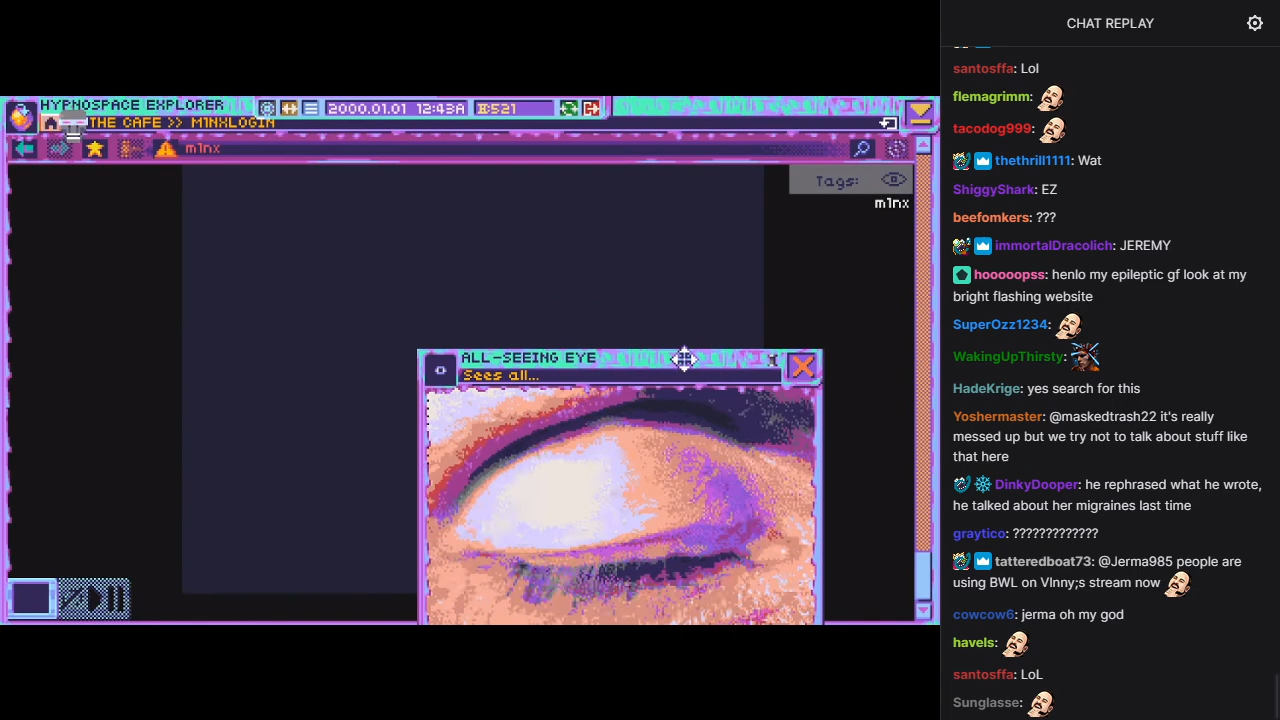 HYPNOSPACE EXPLORER
2000.01.01 12:43A
521
THE CAFE >> M1NXLOGIN
m1nx
Tags:
m1nx
ALL-SEEING EYE
Sees all...
CHAT REPLAY
santosffa: Lol
flemagrimm:
tacodog999:
thethrill1111: Wat
ShiggyShark: EZ
beefomkers: ???
immortalDracolich: JEREMY
hooooopss: henlo my epileptic gf look at my
bright flashing website
SuperOzz1234:
WakingUpThirsty:
HadeKrige: yes search for this
Yoshermaster: @maskedtrash22 it's really
messed up but we try not to talk about stuff like
that here
DinkyDooper: he rephrased what he wrote,
he talked about her migraines last time
graytico: ?????????????
tatteredboat73: @Jerma985 people are
using BWL on VInny;s stream now
cowcow6: jerma oh my god
havels:
santosffa: LoL
Sunglasse: